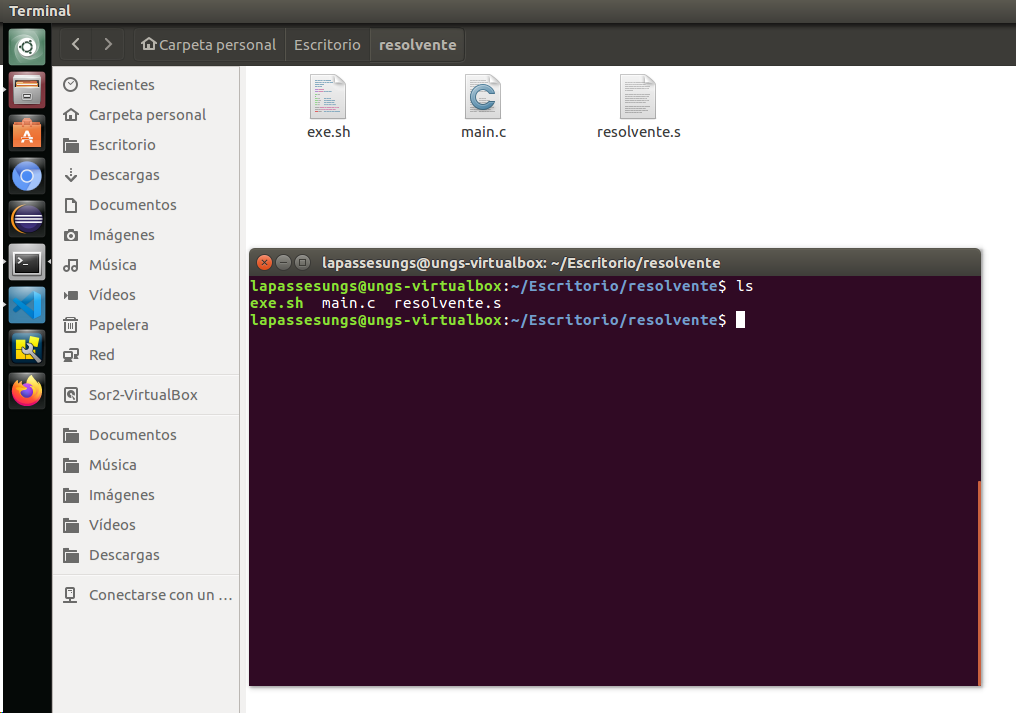 Terminal
Carpeta personal Escritorio resolvente
Recientes
Carpeta personal
Escritorio
Descargas
Documentos
Imágenes
Música
Vídeos
Papelera
Red
Sor2-VirtualBox
Documentos
Música
Imágenes
Vídeos
Descargas
Conectarse con un …
exe.sh main.c resolvente.s
lapassesungs@ungs-virtualbox: ~/Escritorio/resolvente
lapassesungs@ungs-virtualbox:~/Escritorio/resolvente$ ls
exe.sh main.c resolvente.s
lapassesungs@ungs-virtualbox:~/Escritorio/resolvente$